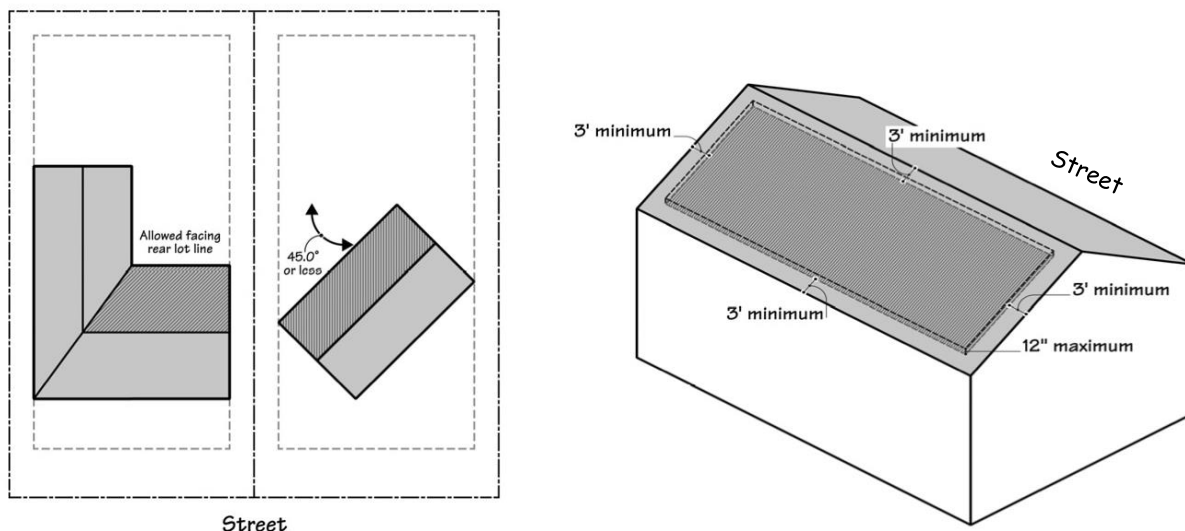 Allowed facing
rear lot line
45.0°
or less
Street
3' minimum
3' minimum
Street
3' minimum
3' minimum
12" maximum